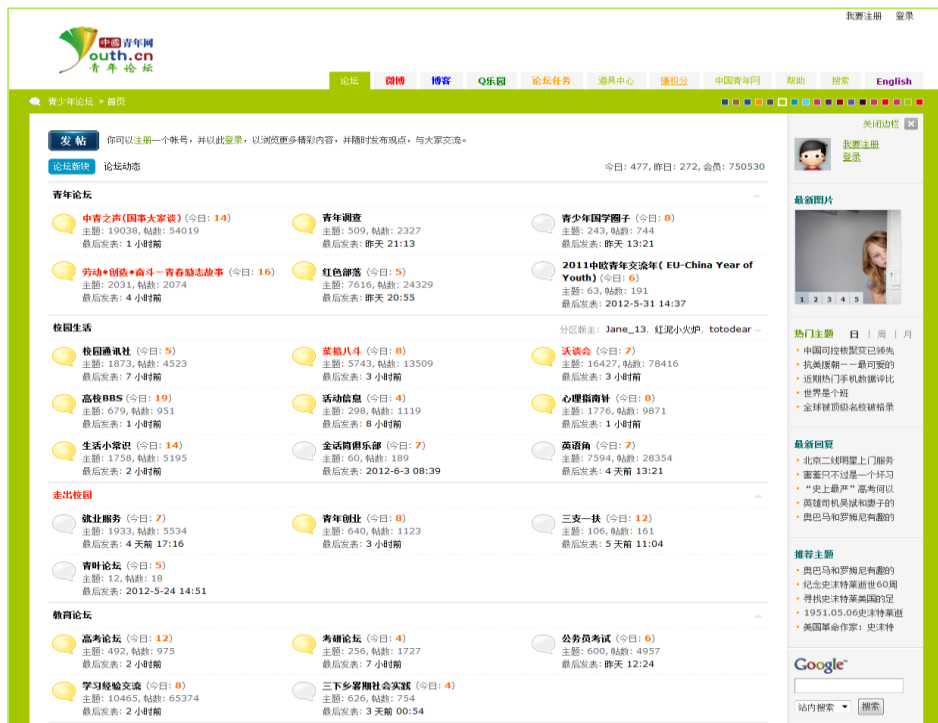 我要注册 登录
中國青年网
outh.cn
青年论坛
论坛 微博 博客 Q乐园 论坛任务 道具中心 赚积分 中国青年网 帮助 搜索 English
青少年论坛 » 首页
关闭边栏
发帖 你可以注册一个帐号，并以此登录，以浏览更多精彩内容，并随时发布观点，与大家交流。
我要注册
登录
论坛版块 论坛动态 今日: 477, 昨日: 272, 会员: 750530
青年论坛
中青之声(国事大家谈) (今日: 14)
主题: 19038, 帖数: 54019
最后发表: 1 小时前
青年调查
主题: 509, 帖数: 2327
最后发表: 昨天 21:13
青少年国学圈子 (今日: 8)
主题: 243, 帖数: 744
最后发表: 昨天 13:21
劳动•创造•奋斗－青春励志故事 (今日: 16)
主题: 2031, 帖数: 2074
最后发表: 4 小时前
红色部落 (今日: 5)
主题: 7616, 帖数: 24329
最后发表: 昨天 20:55
2011中欧青年交流年( EU-China Year of
Youth) (今日: 6)
主题: 63, 帖数: 191
最后发表: 2012-5-31 14:37
校园生活 分区版主: Jane_13, 红泥小火炉, totodear
校园通讯社 (今日: 5)
主题: 1873, 帖数: 4523
最后发表: 7 小时前
菜捣八斗 (今日: 8)
主题: 5743, 帖数: 13509
最后发表: 3 小时前
沃谈会 (今日: 7)
主题: 16427, 帖数: 78416
最后发表: 3 小时前
高校BBS (今日: 19)
主题: 679, 帖数: 951
最后发表: 1 小时前
活动信息 (今日: 4)
主题: 298, 帖数: 1119
最后发表: 8 小时前
心理指南针 (今日: 8)
主题: 1776, 帖数: 9871
最后发表: 1 小时前
生活小常识 (今日: 14)
主题: 1758, 帖数: 5195
最后发表: 2 小时前
金话筒俱乐部 (今日: 7)
主题: 60, 帖数: 189
最后发表: 2012-6-3 08:39
英语角 (今日: 7)
主题: 7594, 帖数: 28354
最后发表: 4 天前 13:21
走出校园
就业服务 (今日: 7)
主题: 1933, 帖数: 5534
最后发表: 4 天前 17:16
青年创业 (今日: 8)
主题: 640, 帖数: 1123
最后发表: 3 小时前
三支一扶 (今日: 12)
主题: 106, 帖数: 161
最后发表: 5 天前 11:04
青叶论坛 (今日: 5)
主题: 12, 帖数: 18
最后发表: 2012-5-24 14:51
教育论坛
高考论坛 (今日: 12)
主题: 492, 帖数: 975
最后发表: 2 小时前
考研论坛 (今日: 4)
主题: 256, 帖数: 1727
最后发表: 7 小时前
公务员考试 (今日: 6)
主题: 600, 帖数: 4957
最后发表: 昨天 12:24
学习经验交流 (今日: 8)
主题: 10465, 帖数: 65374
最后发表: 2 小时前
三下乡暑期社会实践 (今日: 4)
主题: 626, 帖数: 754
最后发表: 3 天前 00:54
最新图片
1 2 3 4 5
热门主题 日 | 周 | 月
中国可控核聚变已领先
抗美援朝－－最可爱的
近期热门手机数据评比
世界是个班
全球被顶级名校破格录
最新回复
北京二线明星上门服务
害羞只不过是一个坏习
“史上最严”高考何以
英雄司机吴斌和妻子的
奥巴马和罗姆尼有趣的
推荐主题
奥巴马和罗姆尼有趣的
纪念史沫特莱逝世60周
寻找史沫特莱美国的足
1951.05.06史沫特莱逝
美国革命作家：史沫特
Google™
站内搜索 搜索